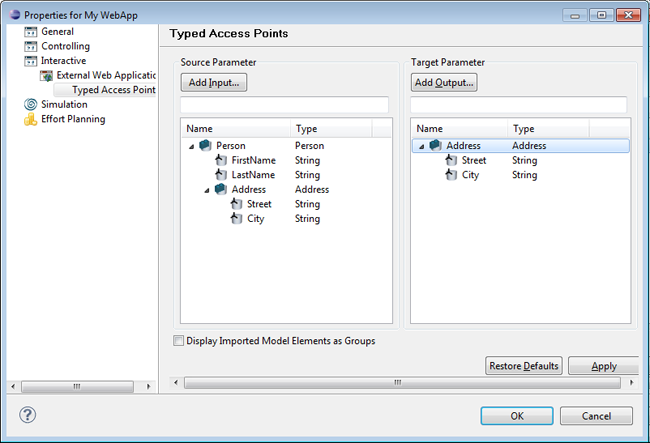 Properties for My WebApp
General
Controlling
Interactive
External Web Applicatic
Typed Access Point
Simulation
Effort Planning
Typed Access Points
Source Parameter
Add Input...
Name Type
Person Person
FirstName String
LastName String
Address Address
Street String
City String
Target Parameter
Add Output...
Name Type
Address Address
Street String
City String
Display Imported Model Elements as Groups
Restore Defaults Apply
? OK Cancel